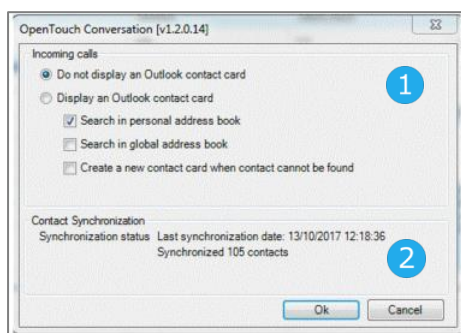 OpenTouch Conversation [v1.2.0.14]
Incoming calls
Do not display an Outlook contact card
1
Display an Outlook contact card
Search in personal address book
Search in global address book
Create a new contact card when contact cannot be found
Contact Synchronization
Synchronization status Last synchronization date: 13/10/2017 12:18:36
Synchronized 105 contacts
2
Ok Cancel